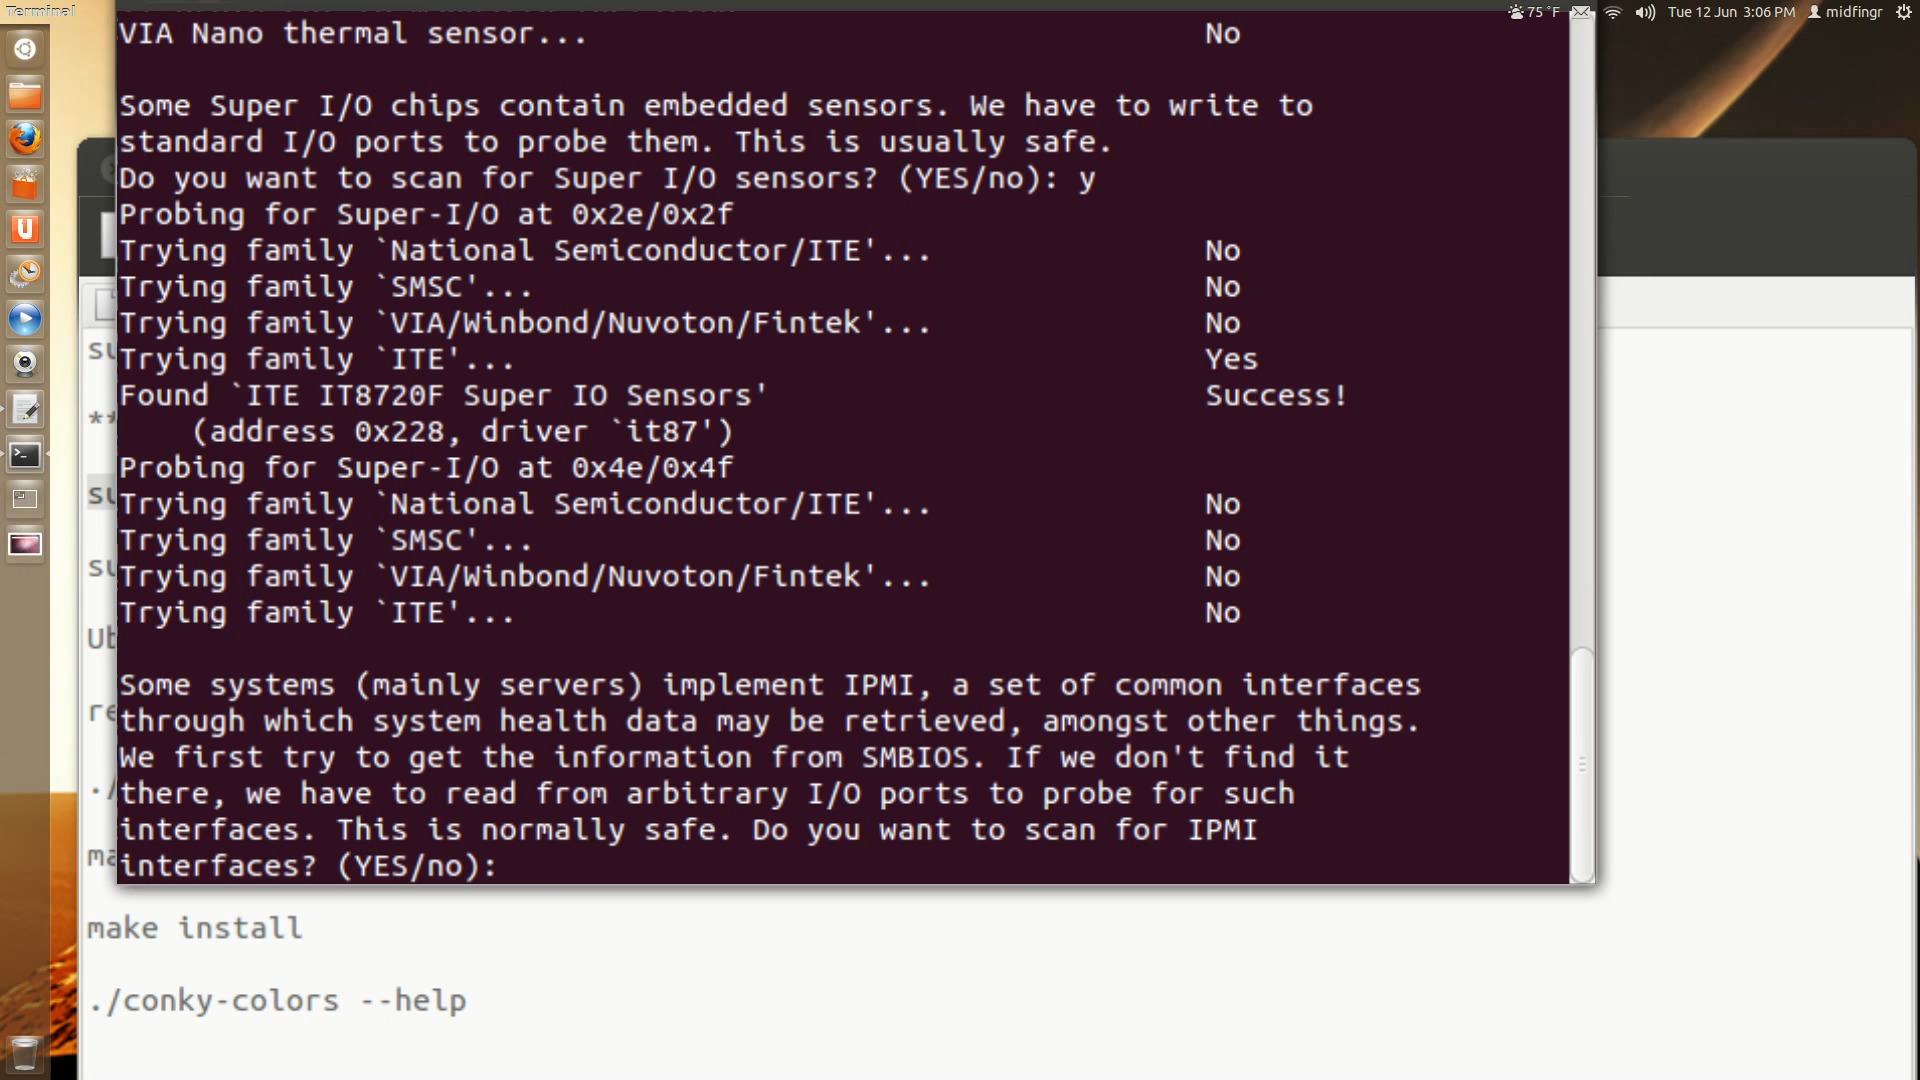 Terminal
75 °F
Tue 12 Jun 3:06 PM
midfingr
VIA Nano thermal sensor... No
Some Super I/O chips contain embedded sensors. We have to write to
standard I/O ports to probe them. This is usually safe.
Do you want to scan for Super I/O sensors? (YES/no): y
Probing for Super-I/O at 0x2e/0x2f
Trying family `National Semiconductor/ITE'... No
Trying family `SMSC'... No
Trying family `VIA/Winbond/Nuvoton/Fintek'... No
Trying family `ITE'... Yes
Found `ITE IT8720F Super IO Sensors' Success!
(address 0x228, driver `it87')
Probing for Super-I/O at 0x4e/0x4f
Trying family `National Semiconductor/ITE'... No
Trying family `SMSC'... No
Trying family `VIA/Winbond/Nuvoton/Fintek'... No
Trying family `ITE'... No
Some systems (mainly servers) implement IPMI, a set of common interfaces
through which system health data may be retrieved, amongst other things.
We first try to get the information from SMBIOS. If we don't find it
there, we have to read from arbitrary I/O ports to probe for such
interfaces. This is normally safe. Do you want to scan for IPMI
interfaces? (YES/no):
su
**
su
su
Ub
re
./
ma
make install
./conky-colors --help